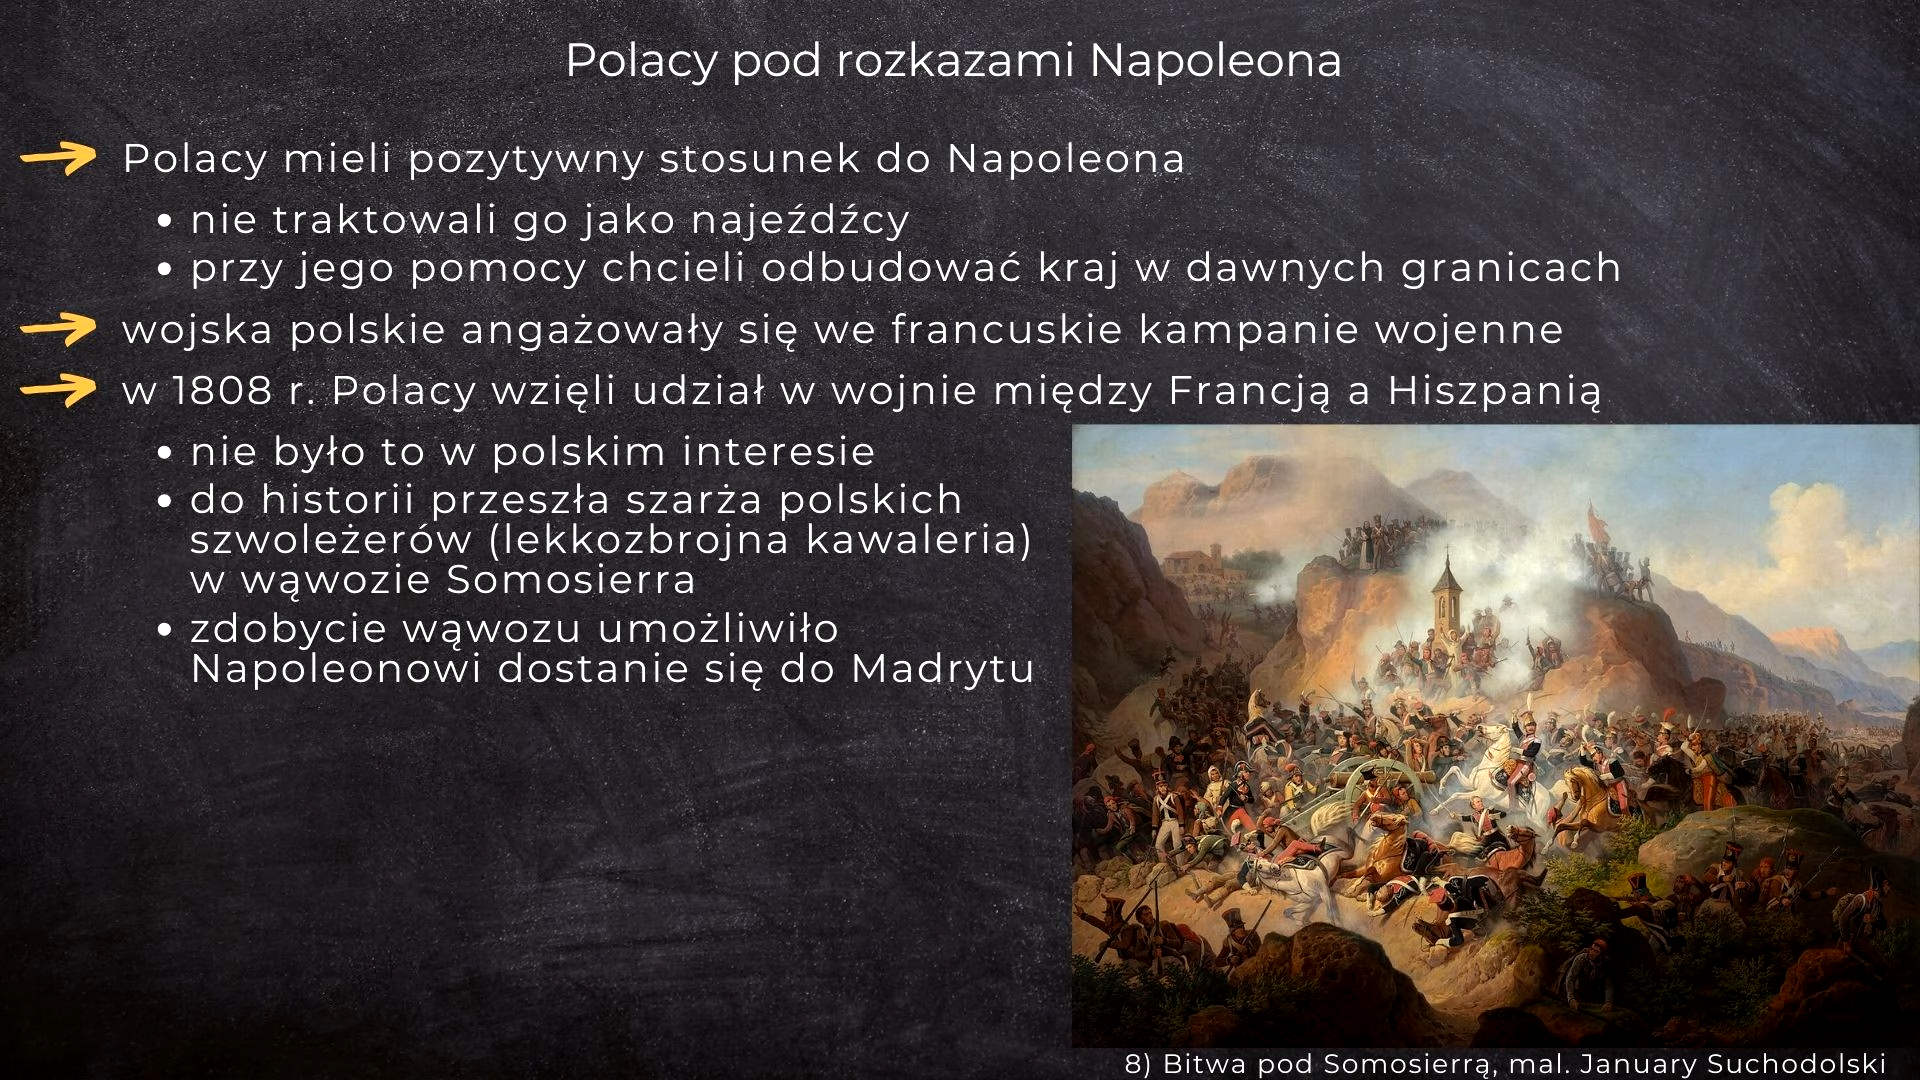 Polacy pod rozkazami Napoleona
Polacy mieli pozytywny stosunek do Napoleona
nie traktowali go jako najeźdźcy
przy jego pomocy chcieli odbudować kraj w dawnych granicach
wojska polskie angażowały się we francuskie kampanie wojenne
w 1808 r. Polacy wzięli udział w wojnie między Francją a Hiszpanią
nie było to w polskim interesie
do historii przeszła szarża polskich
szwoleżerów (lekkozbrojna kawaleria)
w wąwozie Somosierra
zdobycie wąwozu umożliwiło
Napoleonowi dostanie się do Madrytu
8) Bitwa pod Somosierrą, mal. January Suchodolski